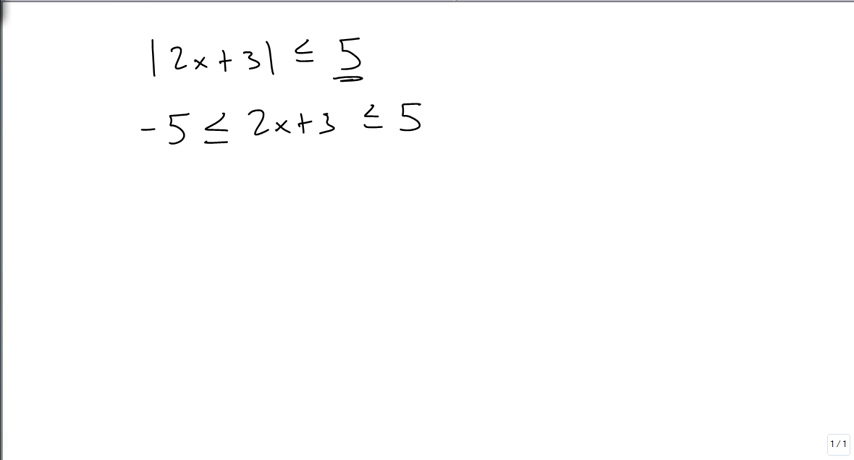 |2x+3| ≤ 5
-5 ≤ 2x+3 ≤ 5
1 / 1